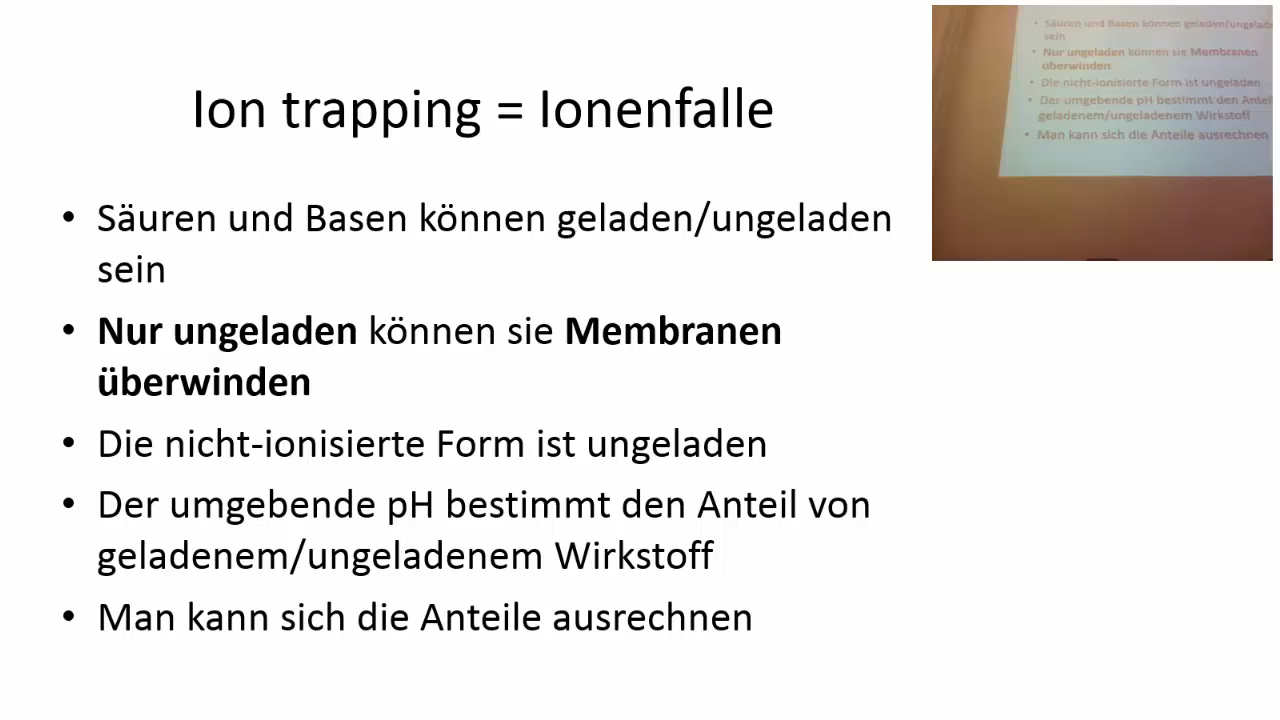 Ion trapping = Ionenfalle
• Säuren und Basen können geladen/ungeladen
sein
• Nur ungeladen können sie Membranen
überwinden
• Die nicht-ionisierte Form ist ungeladen
• Der umgebende pH bestimmt den Anteil von
geladenem/ungeladenem Wirkstoff
• Man kann sich die Anteile ausrechnen
• Säuren und Basen können geladen/ungelade
sein
• Nur ungeladen können sie Membranen
überwinden
• Die nicht-ionisierte Form ist ungeladen
• Der umgebende pH bestimmt den Antei
geladenem/ungeladenem Wirkstoff
• Man kann sich die Anteile ausrechnen